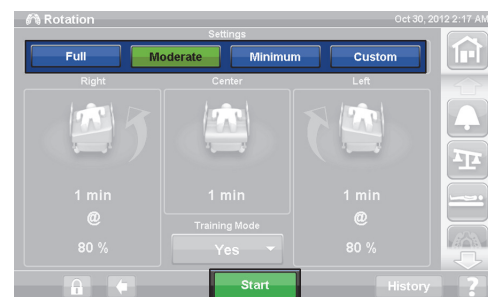 Rotation
Oct 30, 2012 2:17 AM
Settings
Full Moderate Minimum Custom
Right Center Left
1 min 1 min 1 min
@ @
Training Mode
80 % Yes 80 %
Start
History ?